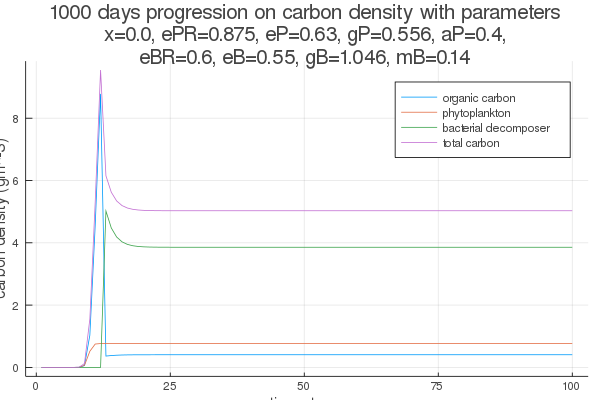 1000 days progression on carbon density with parameters
x=0.0, ePR=0.875, eP=0.63, gP=0.556, aP=0.4,
eBR=0.6, eB=0.55, gB=1.046, mB=0.14
organic carbon
phytoplankton
bacterial decomposer
total carbon
8
6
4
2
0
0 25 50 75 100
carbon density